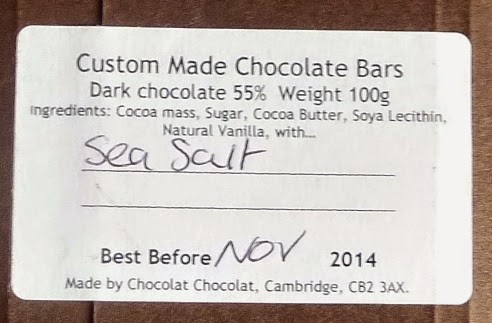 Custom Made Chocolate Bars
Dark chocolate 55% Weight 100g
Ingredients: Cocoa mass, Sugar, Cocoa Butter, Soya Lecithin,
Natural Vanilla, with...
Sea Salt
Best Before NOV 2014
Made by Chocolat Chocolat, Cambridge, CB2 3AX.